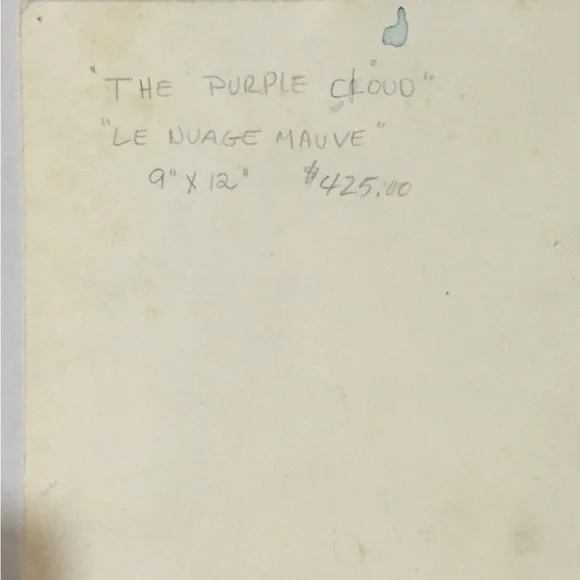 "THE PURPLE CLOUD"
"LE NUAGE MAUVE"
9" X 12" $425.00